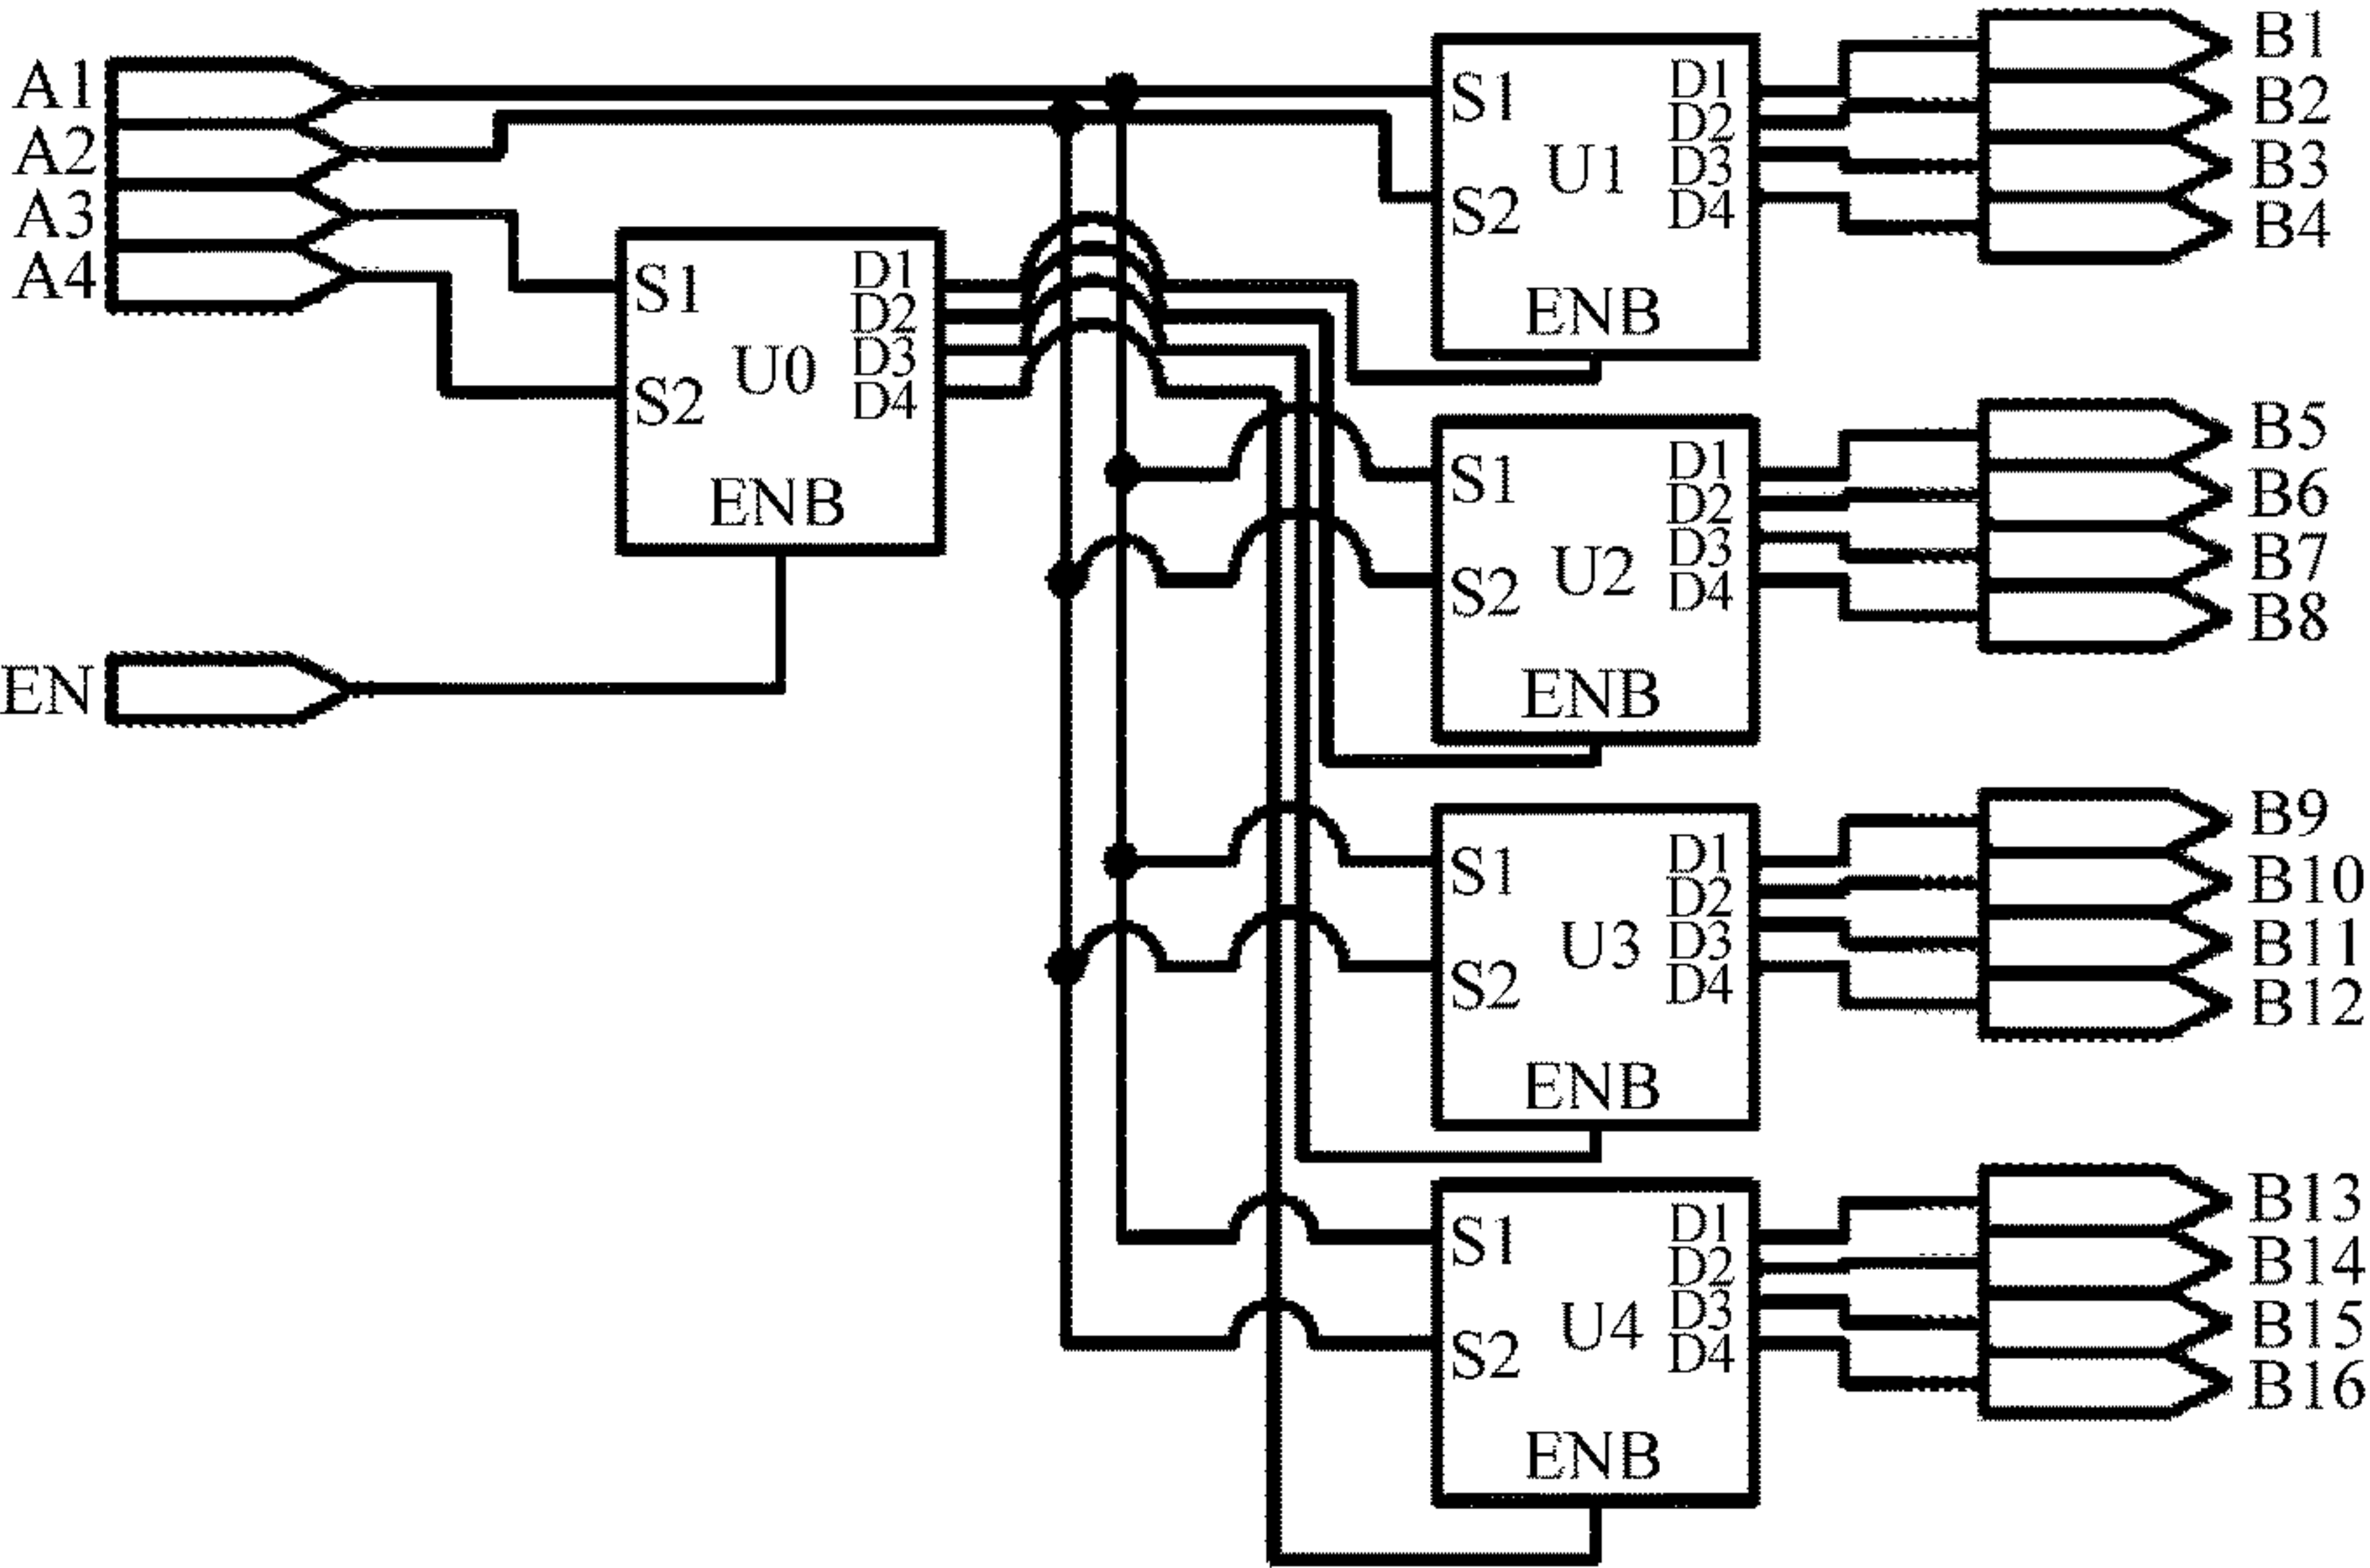 A1
A2
A3
A4
EN
S1
S2
U0
D1
D2
D3
D4
ENB
S1
S2
U1
D1
D2
D3
D4
ENB
B1
B2
B3
B4
S1
S2
U2
D1
D2
D3
D4
ENB
B5
B6
B7
B8
S1
S2
U3
D1
D2
D3
D4
ENB
B9
B10
B11
B12
S1
S2
U4
D1
D2
D3
D4
ENB
B13
B14
B15
B16